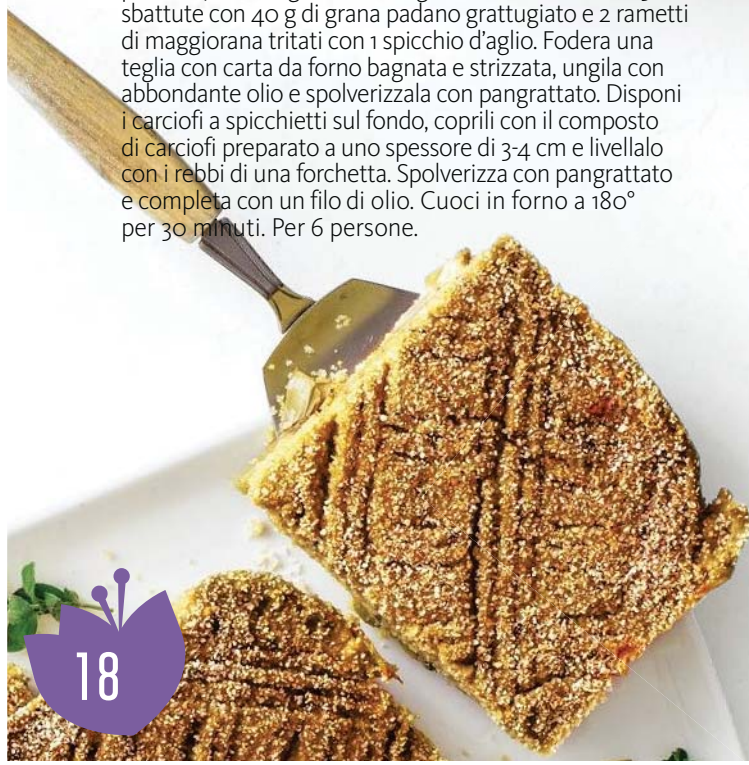 sbattute con 40 g di grana padano grattugiato e 2 rametti
di maggiorana tritati con 1 spicchio d'aglio. Fodera una
teglia con carta da forno bagnata e strizzata, ungila con
abbondante olio e spolverizzala con pangrattato. Disponi
i carciofi a spicchietti sul fondo, coprili con il composto
di carciofi preparato a uno spessore di 3-4 cm e livellalo
con i rebbi di una forchetta. Spolverizza con pangrattato
e completa con un filo di olio. Cuoci in forno a 180°
per 30 minuti. Per 6 persone.
18